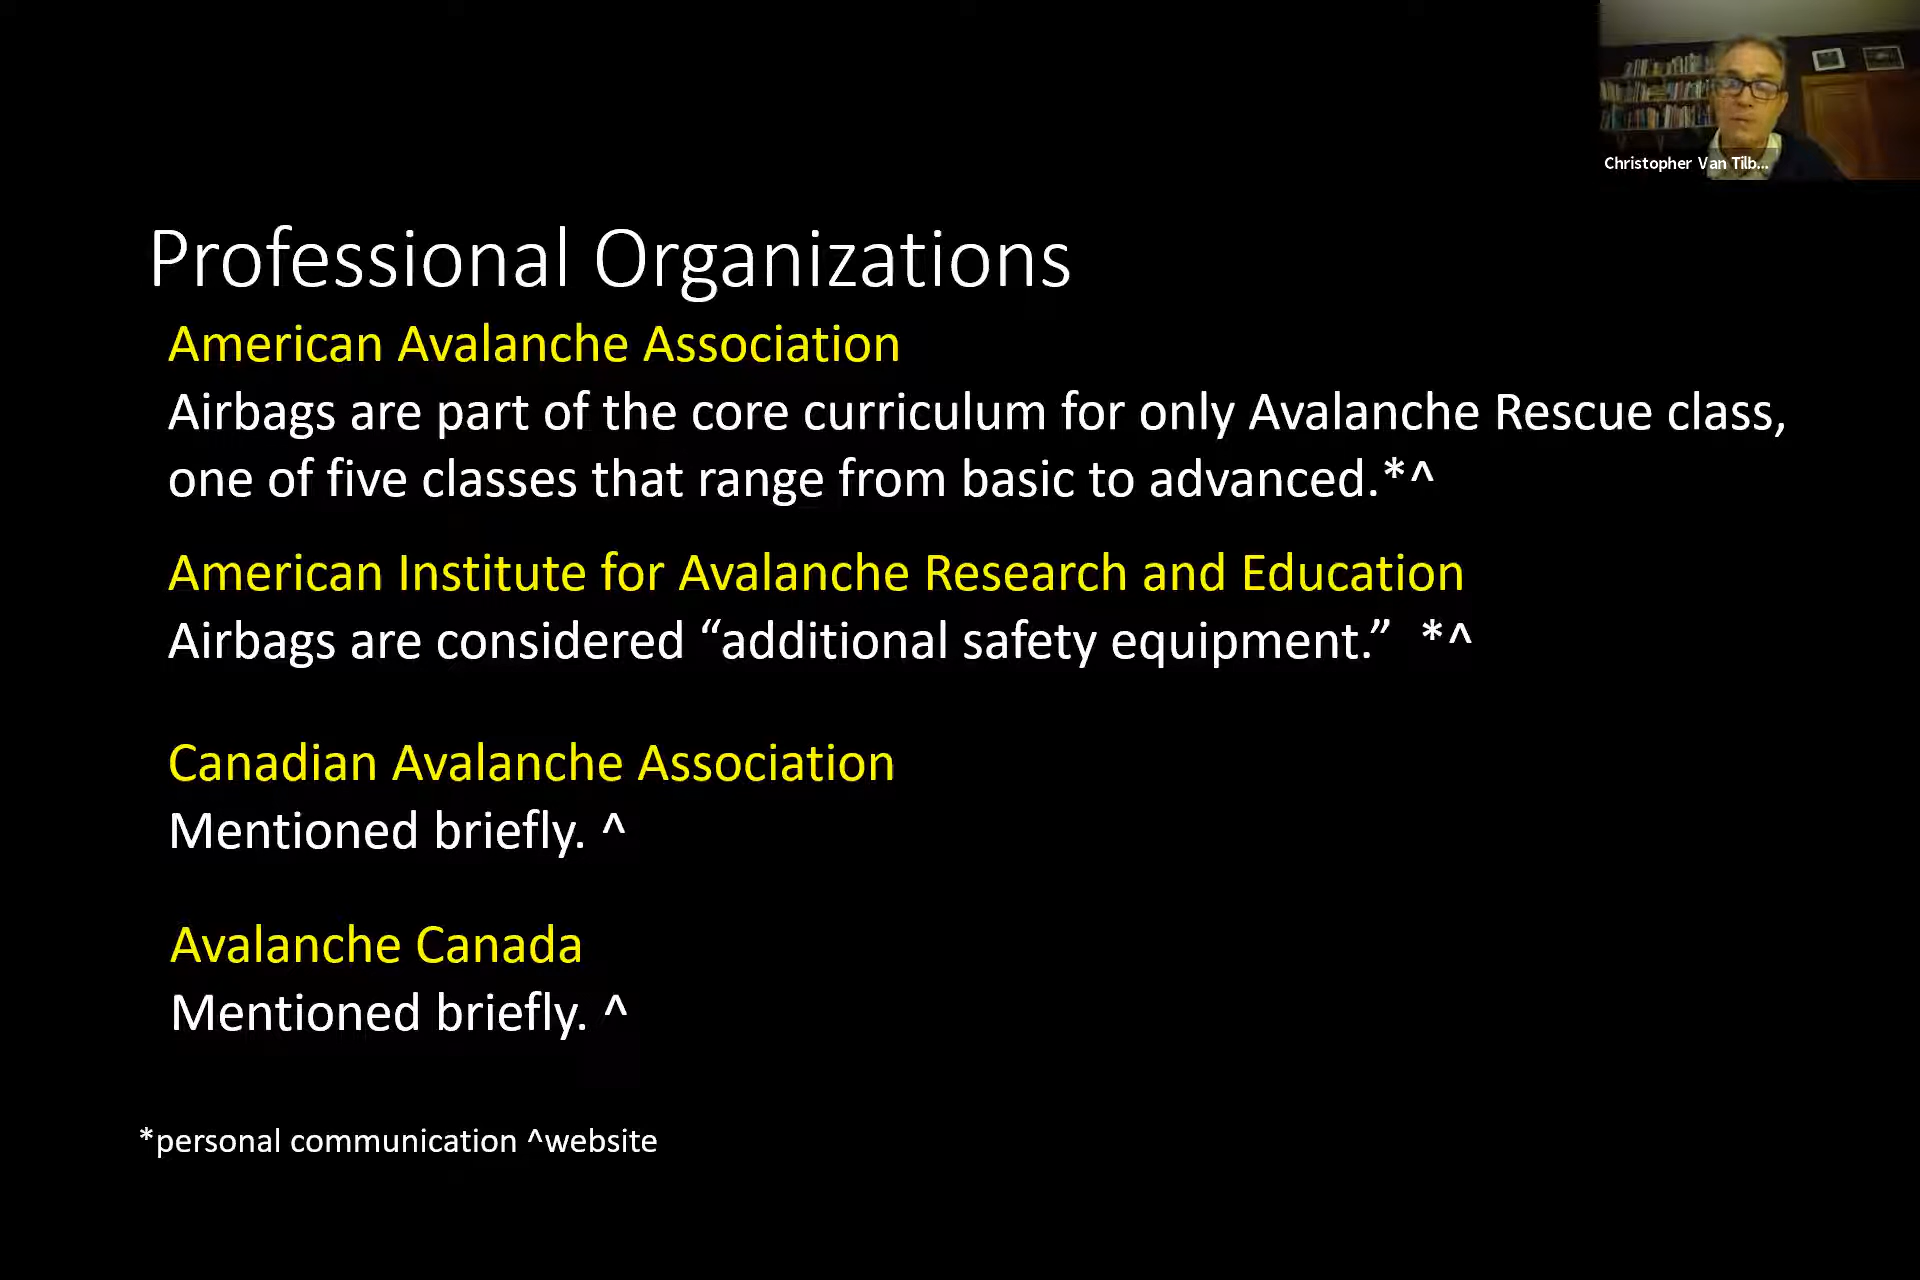 Christopher Van Tilb...
Professional Organizations
American Avalanche Association
Airbags are part of the core curriculum for only Avalanche Rescue class,
one of five classes that range from basic to advanced.*^
American Institute for Avalanche Research and Education
Airbags are considered “additional safety equipment.”  *^
Canadian Avalanche Association
Mentioned briefly. ^
Avalanche Canada
Mentioned briefly. ^
*personal communication ^website